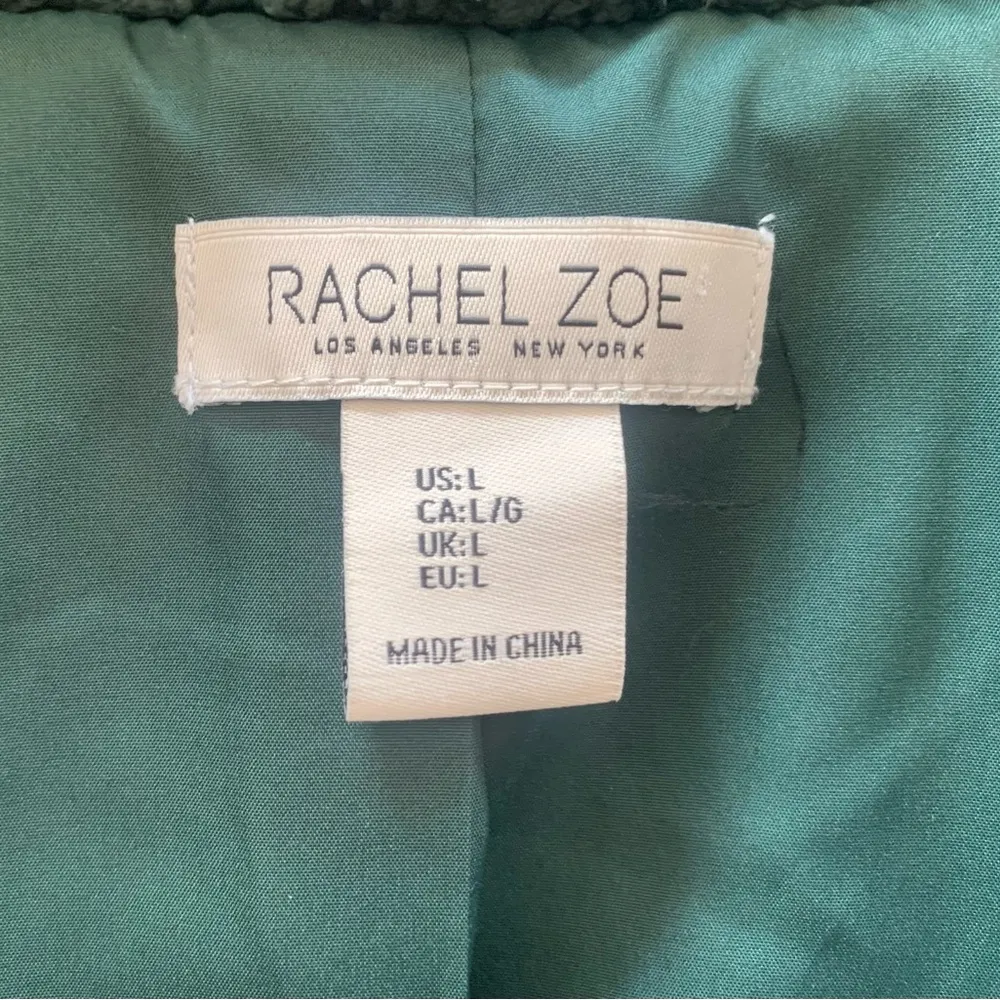 RACHEL ZOE
LOS ANGELES NEW YORK
US:L
CA:L/G
UK:L
EU:L
MADE IN CHINA